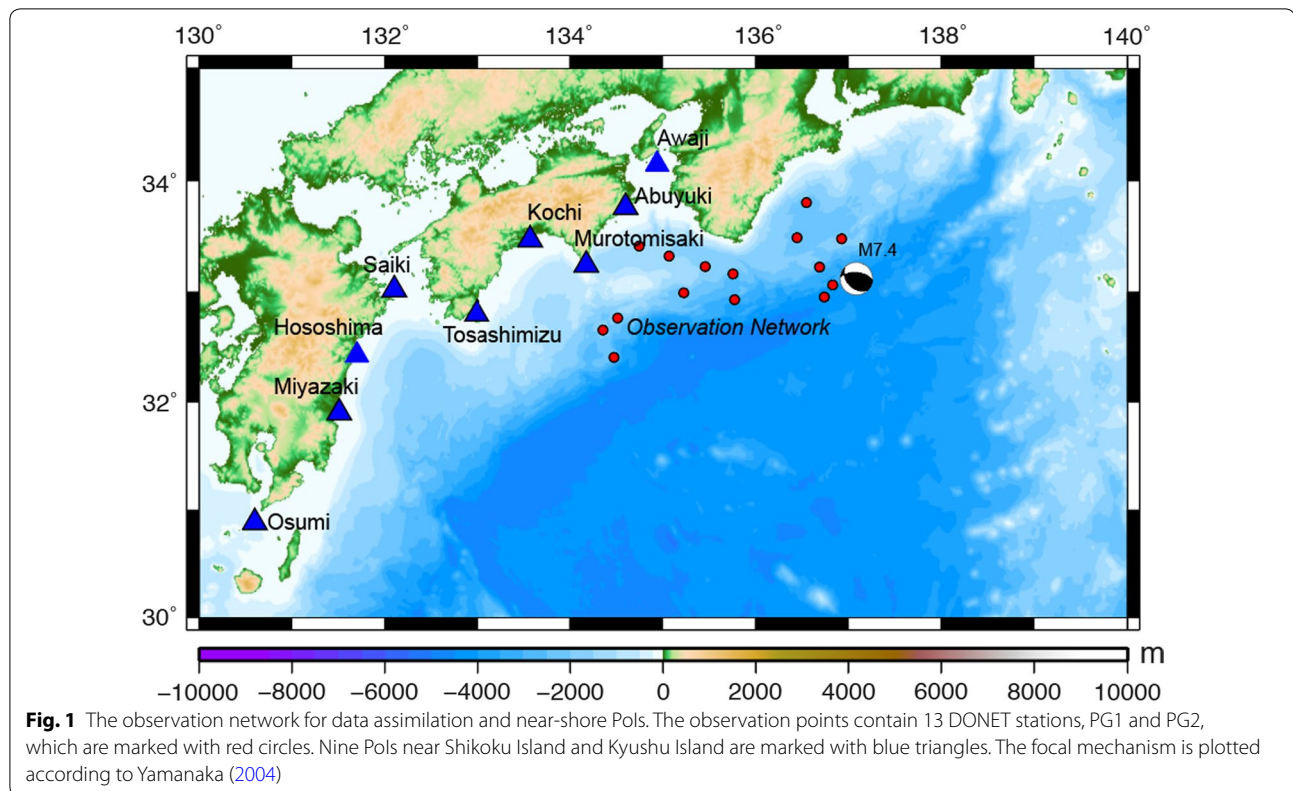 130° 132° 134° 136° 138° 140°
Awaji
34°
Abuyuki
Kochi
Murotomisaki
M7.4
Saiki
Hososhima
Tosashimizu
Observation Network
Miyazaki
32°
Osumi
30°
m
−10000 −8000 −6000 −4000 −2000 0 2000 4000 6000 8000 10000
Fig. 1 The observation network for data assimilation and near-shore PoIs. The observation points contain 13 DONET stations, PG1 and PG2,
which are marked with red circles. Nine PoIs near Shikoku Island and Kyushu Island are marked with blue triangles. The focal mechanism is plotted
according to Yamanaka (2004)